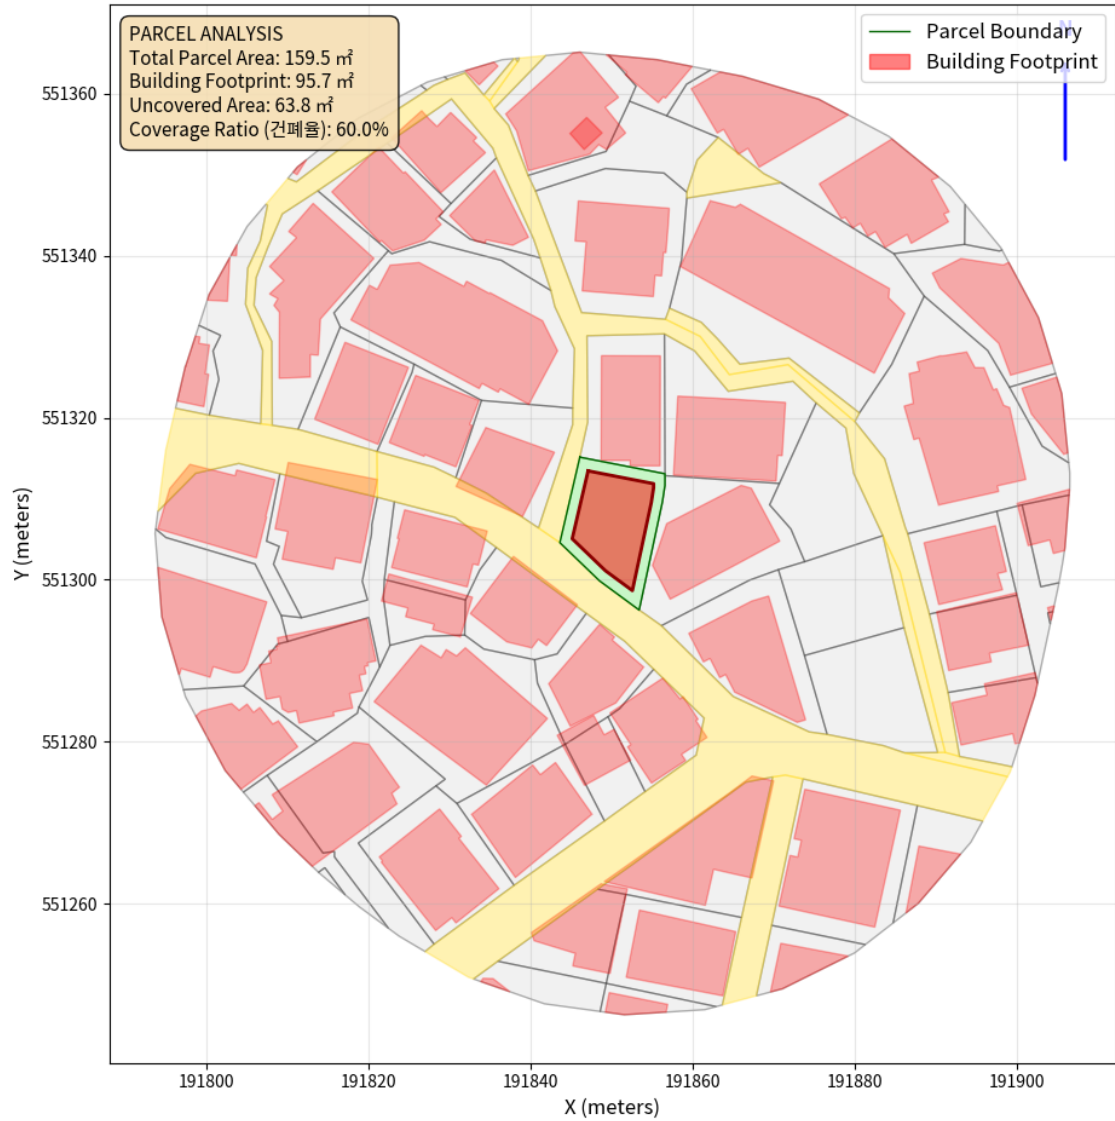 PARCEL ANALYSIS
Total Parcel Area: 159.5 ㎡
Building Footprint: 95.7 ㎡
Uncovered Area: 63.8 ㎡
Coverage Ratio (건폐율): 60.0%
N
Parcel Boundary
Building Footprint
551360
551340
551320
551300
551280
551260
Y (meters)
191800
191820
191840
191860
191880
191900
X (meters)